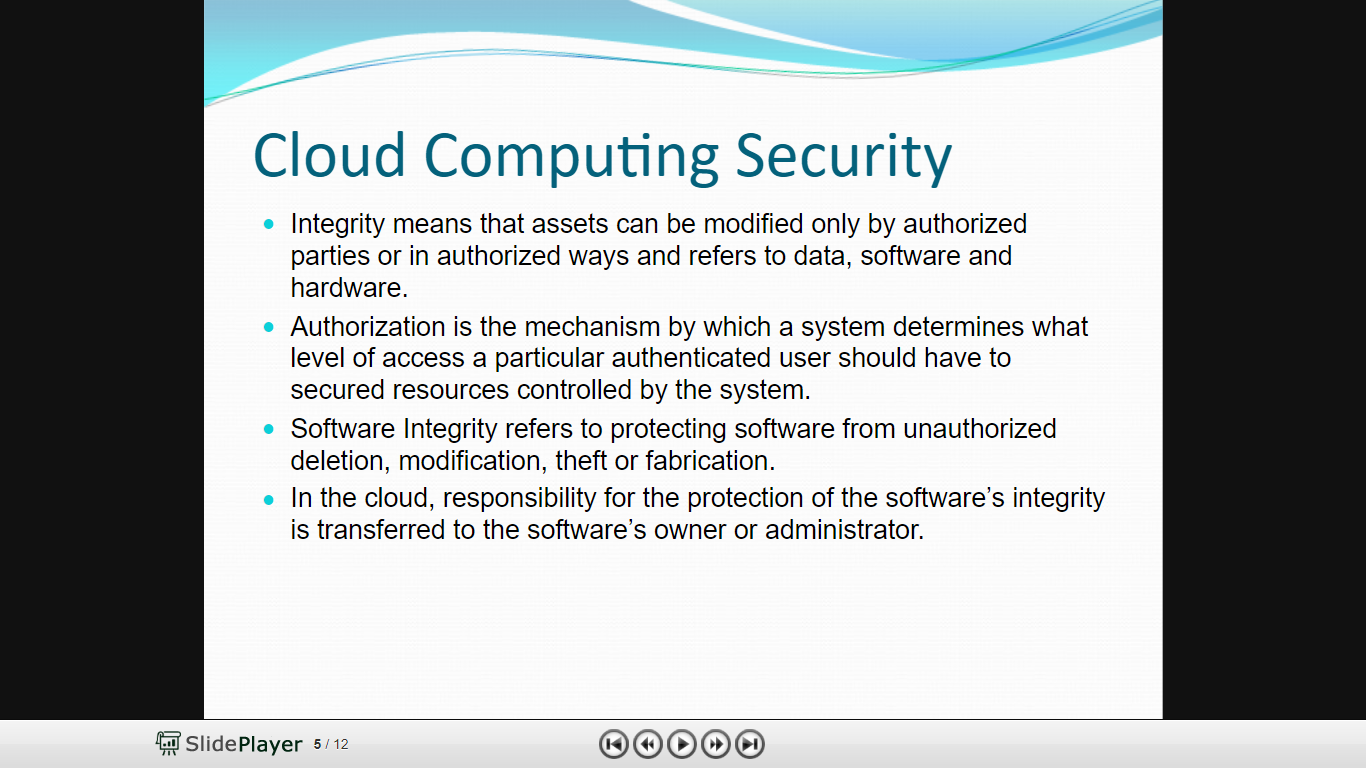 Cloud Computing Security
• Integrity means that assets can be modified only by authorized
parties or in authorized ways and refers to data, software and
hardware.
• Authorization is the mechanism by which a system determines what
level of access a particular authenticated user should have to
secured resources controlled by the system.
• Software Integrity refers to protecting software from unauthorized
deletion, modification, theft or fabrication.
• In the cloud, responsibility for the protection of the software’s integrity
is transferred to the software’s owner or administrator.
SlidePlayer 5 / 12